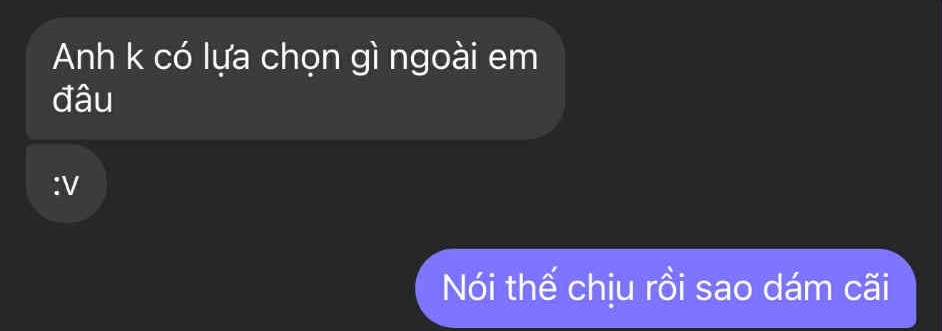 Anh k có lựa chọn gì ngoài em
đâu
:v
Nói thế chịu rồi sao dám cãi